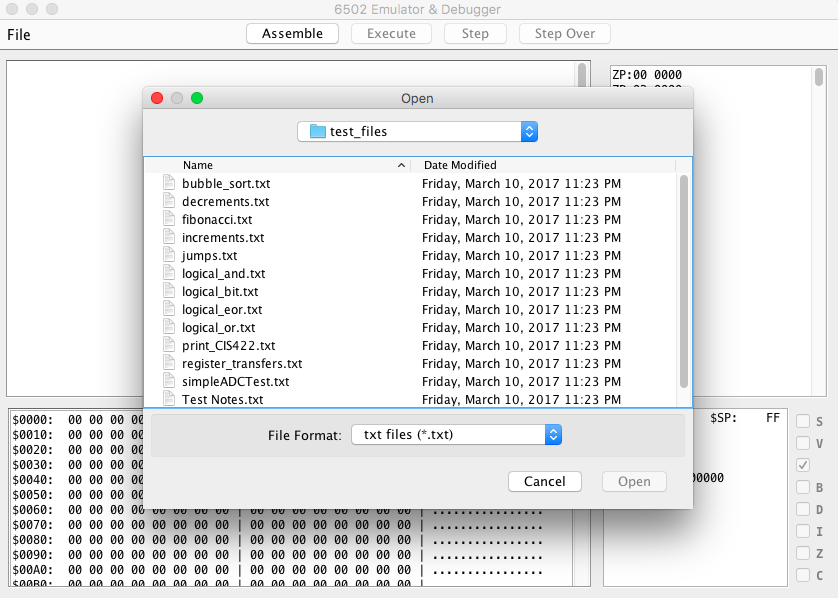 6502 Emulator & Debugger
File Assemble Execute Step Step Over
ZP:00 0000
Open
test_files
Name Date Modified
bubble_sort.txt Friday, March 10, 2017 11:23 PM
decrements.txt Friday, March 10, 2017 11:23 PM
fibonacci.txt Friday, March 10, 2017 11:23 PM
increments.txt Friday, March 10, 2017 11:23 PM
jumps.txt Friday, March 10, 2017 11:23 PM
logical_and.txt Friday, March 10, 2017 11:23 PM
logical_bit.txt Friday, March 10, 2017 11:23 PM
logical_eor.txt Friday, March 10, 2017 11:23 PM
logical_or.txt Friday, March 10, 2017 11:23 PM
print_CIS422.txt Friday, March 10, 2017 11:23 PM
register_transfers.txt Friday, March 10, 2017 11:23 PM
simpleADCTest.txt Friday, March 10, 2017 11:23 PM
Test Notes.txt Friday, March 10, 2017 11:23 PM
File Format: txt files (*.txt)
Cancel Open
$0000: 00 00 00 00
$0010: 00 00 00 00
$0020: 00 00 00 00
$0030: 00 00 00 00
$0040: 00 00 00 00
$0050: 00 00 00 00
$0060: 00 00 00 00 00 00 00 00 | 00 00 00 00 00 00 00 00 | ................
$0070: 00 00 00 00 00 00 00 00 | 00 00 00 00 00 00 00 00 | ................
$0080: 00 00 00 00 00 00 00 00 | 00 00 00 00 00 00 00 00 | ................
$0090: 00 00 00 00 00 00 00 00 | 00 00 00 00 00 00 00 00 | ................
$00A0: 00 00 00 00 00 00 00 00 | 00 00 00 00 00 00 00 00 | ................
$00B0: 00 00 00 00 00 00 00 00 | 00 00 00 00 00 00 00 00 | ................
$SP: FF
0000
S
V
B
D
I
Z
C